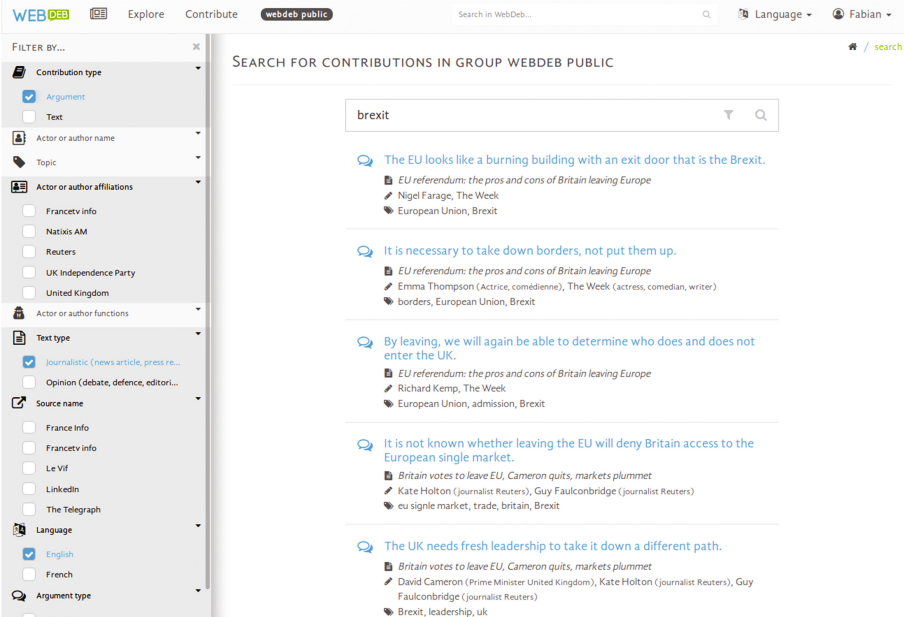 WEBDEB
Explore
Contribute
webdeb public
Search in WebDeb...
Language
Fabian
FILTER BY...
Contribution type
Argument
Text
Actor or author name
Topic
Actor or author affiliations
Francetv info
Natixis AM
Reuters
UK Independence Party
United Kingdom
Actor or author functions
Text type
Journalistic (news article, press re...
Opinion (debate, defence, editori...
Source name
France Info
Francetv info
Le Vif
LinkedIn
The Telegraph
Language
English
French
Argument type
/ search
SEARCH FOR CONTRIBUTIONS IN GROUP WEBDEB PUBLIC
brexit
The EU looks like a burning building with an exit door that is the Brexit.
EU referendum: the pros and cons of Britain leaving Europe
Nigel Farage, The Week
European Union, Brexit
It is necessary to take down borders, not put them up.
EU referendum: the pros and cons of Britain leaving Europe
Emma Thompson (Actrice, comédienne), The Week (actress, comedian, writer)
borders, European Union, Brexit
By leaving, we will again be able to determine who does and does not
enter the UK.
EU referendum: the pros and cons of Britain leaving Europe
Richard Kemp, The Week
European Union, admission, Brexit
It is not known whether leaving the EU will deny Britain access to the
European single market.
Britain votes to leave EU, Cameron quits, markets plummet
Kate Holton (journalist Reuters), Guy Faulconbridge (journalist Reuters)
eu signle market, trade, britain, Brexit
The UK needs fresh leadership to take it down a different path.
Britain votes to leave EU, Cameron quits, markets plummet
David Cameron (Prime Minister United Kingdom), Kate Holton (journalist Reuters), Guy
Faulconbridge (journalist Reuters)
Brexit, leadership, uk